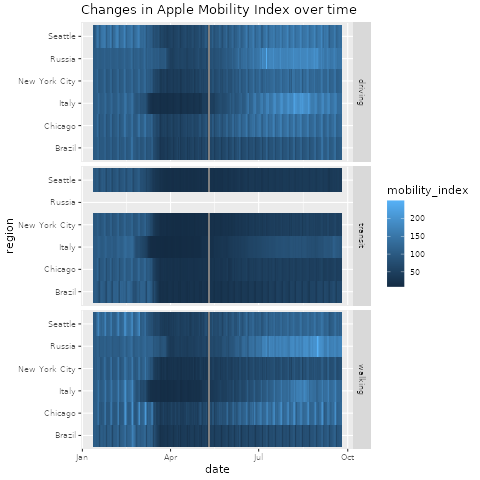 Changes in Apple Mobility Index over time
Seattle
Russia
New York City
Italy
Chicago
Brazil
driving
Seattle
Russia
New York City
Italy
Chicago
Brazil
transit
Seattle
Russia
New York City
Italy
Chicago
Brazil
walking
region
Jan
Apr
Jul
Oct
date
mobility_index
200
150
100
50